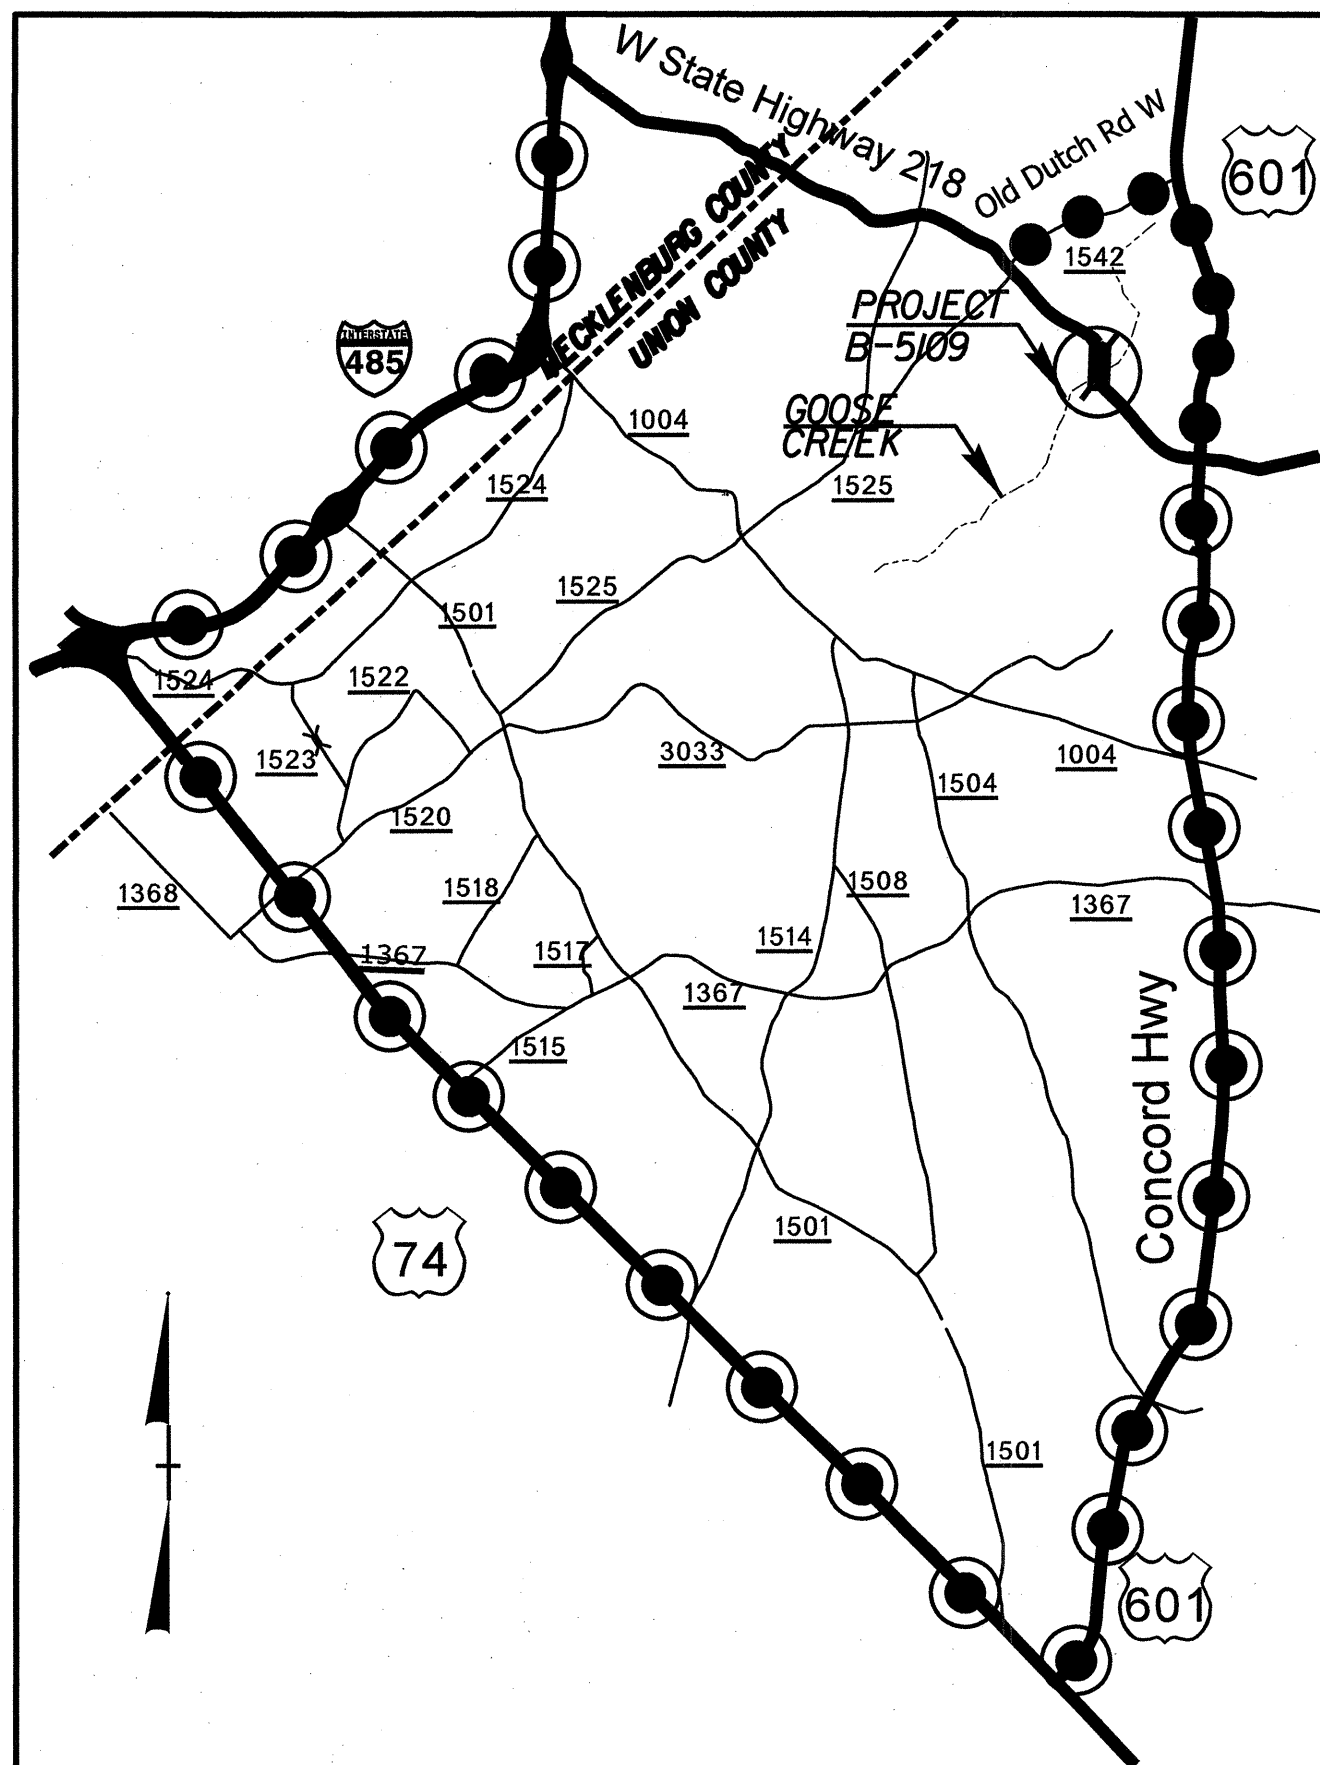 W State Highway 218
Old Dutch Rd W
601
1542
MECKLENBURG COUNTY
UNION COUNTY
PROJECT
B-5109
INTERSTATE
485
GOOSE
CREEK
1004
1524
1525
1525
1501
1524
1522
1523
3033
1004
1504
1520
1368
1518
1508
1367
1514
1517
1367
1367
1515
Concord Hwy
74
1501
1501
601